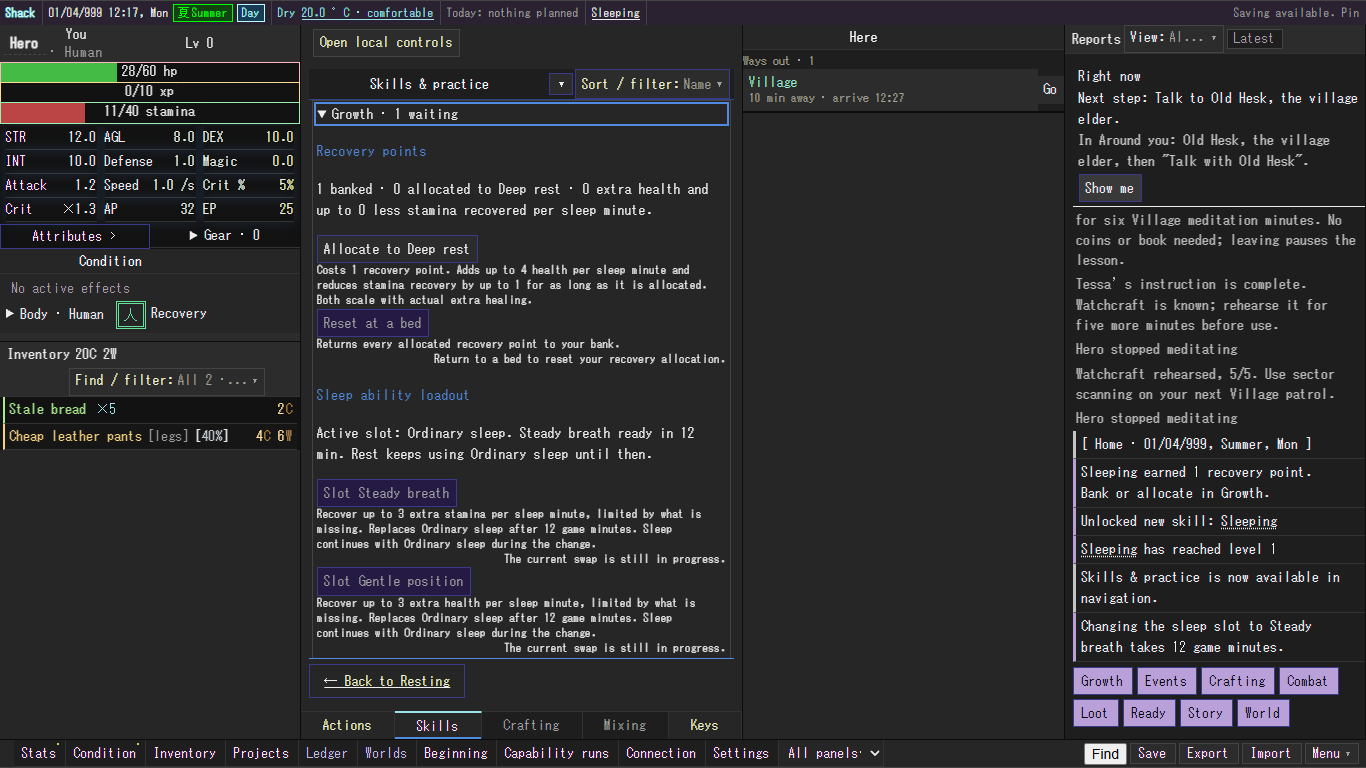 Shack 01/04/999 12:17, Mon 夏Summer Day Dry 20.0 ° C · comfortable Today: nothing planned Sleeping Saving available. Pin
Hero You · Human Lv 0
28/60 hp
0/10 xp
11/40 stamina
STR 12.0 AGL 8.0 DEX 10.0
INT 10.0 Defense 1.0 Magic 0.0
Attack 1.2 Speed 1.0 /s Crit % 5%
Crit ×1.3 AP 32 EP 25
Attributes > ▶ Gear · 0
Condition
No active effects
▶ Body · Human 人 Recovery
Inventory 20C 2W
Find / filter: All 2 ·... ▾
Stale bread ×5 2C
Cheap leather pants [legs] [40%] 4C 6W
Open local controls
Skills & practice ▾ Sort / filter: Name ▾
▼ Growth · 1 waiting
Recovery points
1 banked · 0 allocated to Deep rest · 0 extra health and
up to 0 less stamina recovered per sleep minute.
Allocate to Deep rest
Costs 1 recovery point. Adds up to 4 health per sleep minute and
reduces stamina recovery by up to 1 for as long as it is allocated.
Both scale with actual extra healing.
Reset at a bed
Returns every allocated recovery point to your bank.
Return to a bed to reset your recovery allocation.
Sleep ability loadout
Active slot: Ordinary sleep. Steady breath ready in 12
min. Rest keeps using Ordinary sleep until then.
Slot Steady breath
Recover up to 3 extra stamina per sleep minute, limited by what is
missing. Replaces Ordinary sleep after 12 game minutes. Sleep
continues with Ordinary sleep during the change.
The current swap is still in progress.
Slot Gentle position
Recover up to 3 extra health per sleep minute, limited by what is
missing. Replaces Ordinary sleep after 12 game minutes. Sleep
continues with Ordinary sleep during the change.
The current swap is still in progress.
← Back to Resting
Actions Skills Crafting Mixing Keys
Here
Ways out · 1
Village
10 min away · arrive 12:27
Go
Reports View: Al... ▾ Latest
Right now
Next step: Talk to Old Hesk, the village
elder.
In Around you: Old Hesk, the village
elder, then "Talk with Old Hesk".
Show me
for six Village meditation minutes. No
coins or book needed; leaving pauses the
lesson.
Tessa's instruction is complete.
Watchcraft is known; rehearse it for
five more minutes before use.
Hero stopped meditating
Watchcraft rehearsed, 5/5. Use sector
scanning on your next Village patrol.
Hero stopped meditating
[ Home · 01/04/999, Summer, Mon ]
Sleeping earned 1 recovery point.
Bank or allocate in Growth.
Unlocked new skill: Sleeping
Sleeping has reached level 1
Skills & practice is now available in
navigation.
Changing the sleep slot to Steady
breath takes 12 game minutes.
Growth Events Crafting Combat
Loot Ready Story World
Stats Condition Inventory Projects Ledger Worlds Beginning Capability runs Connection Settings All panels· Find Save Export Import Menu ▾